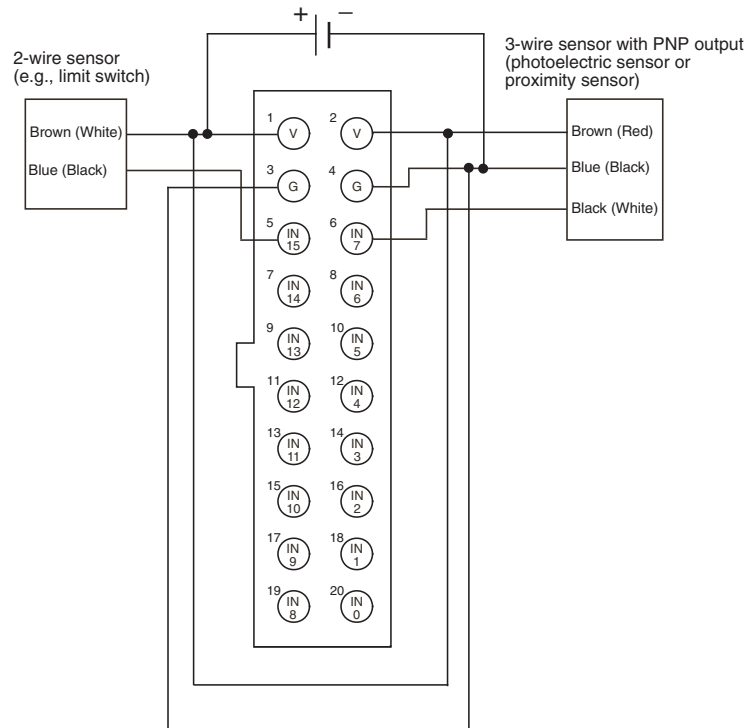 + −
2-wire sensor
(e.g., limit switch)
3-wire sensor with PNP output
(photoelectric sensor or
proximity sensor)
Brown (White)
Blue (Black)
Brown (Red)
Blue (Black)
Black (White)
1 V 2 V
3 G 4 G
5 IN 15 6 IN 7
7 IN 14 8 IN 6
9 IN 13 10 IN 5
11 IN 12 12 IN 4
13 IN 11 14 IN 3
15 IN 10 16 IN 2
17 IN 9 18 IN 1
19 IN 8 20 IN 0